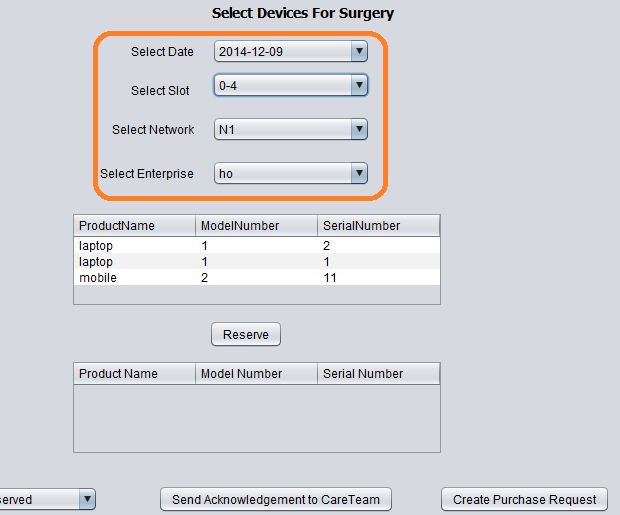 Select Devices For Surgery
Select Date 2014-12-09
Select Slot 0-4
Select Network N1
Select Enterprise ho
ProductName ModelNumber SerialNumber
laptop 1 2
laptop 1 1
mobile 2 11
Reserve
Product Name Model Number Serial Number
served Send Acknowledgement to CareTeam Create Purchase Request